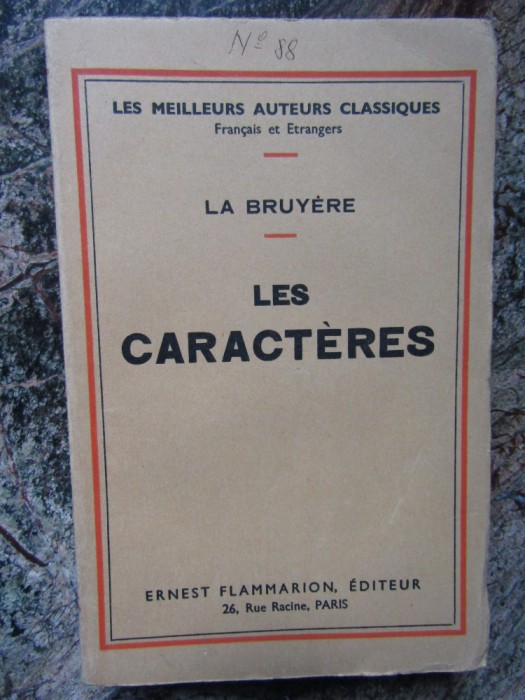 Nº 88
LES MEILLEURS AUTEURS CLASSIQUES
Français et Etrangers
LA BRUYÈRE
LES
CARACTÈRES
ERNEST FLAMMARION, ÉDITEUR
26, Rue Racine, PARIS